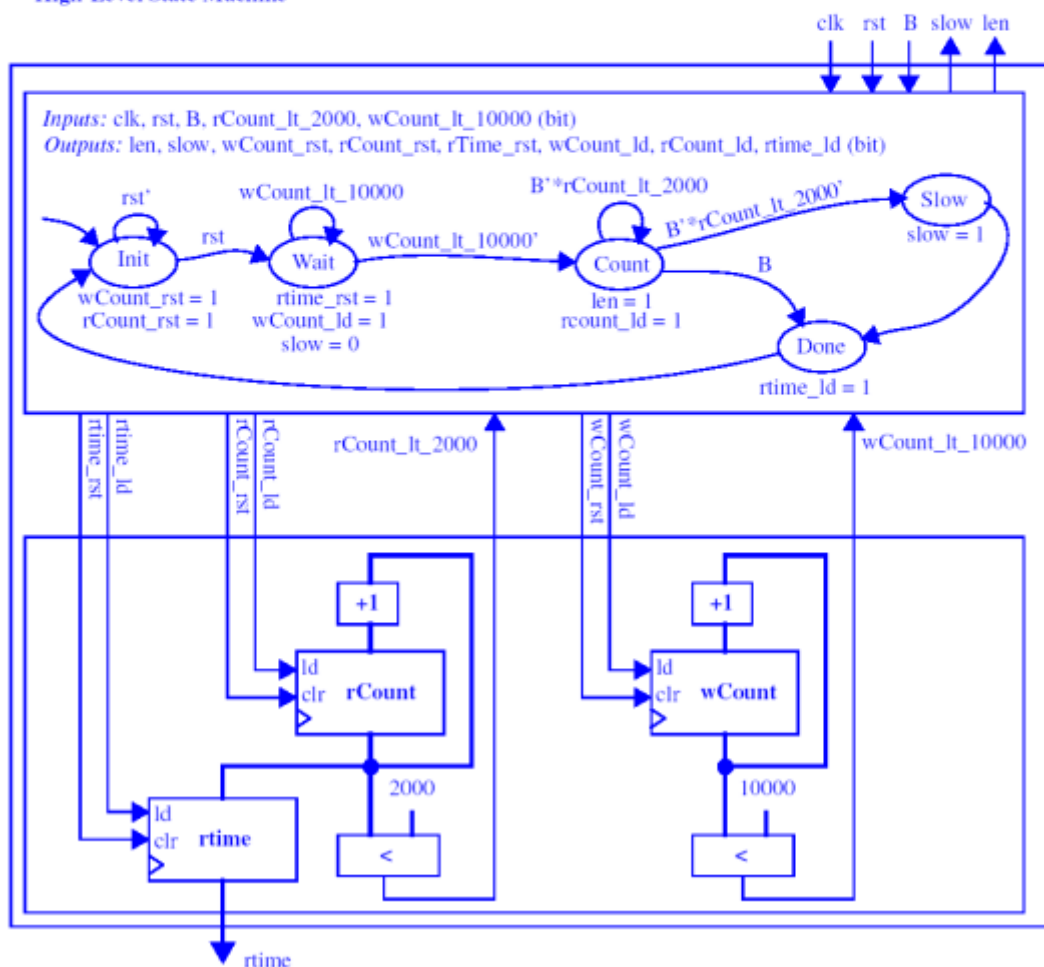 High-Level State Machine
clk rst B slow len
Inputs: clk, rst, B, rCount_lt_2000, wCount_lt_10000 (bit)
Outputs: len, slow, wCount_rst, rCount_rst, rTime_rst, wCount_ld, rCount_ld, rtime_ld (bit)
rst'
wCount_lt_10000
B'*rCount_lt_2000
B'*rCount_lt_2000'
Slow
slow = 1
Init
rst
Wait
wCount_lt_10000'
Count
B
wCount_rst = 1
rCount_rst = 1
rtime_rst = 1
wCount_ld = 1
slow = 0
len = 1
rcount_ld = 1
Done
rtime_ld = 1
rtime_rst
rtime_ld
rCount_rst
rCount_ld
rCount_lt_2000
wCount_rst
wCount_ld
wCount_lt_10000
+1
+1
ld
clr
rCount
ld
clr
wCount
2000
10000
ld
clr
rtime
<
<
rtime